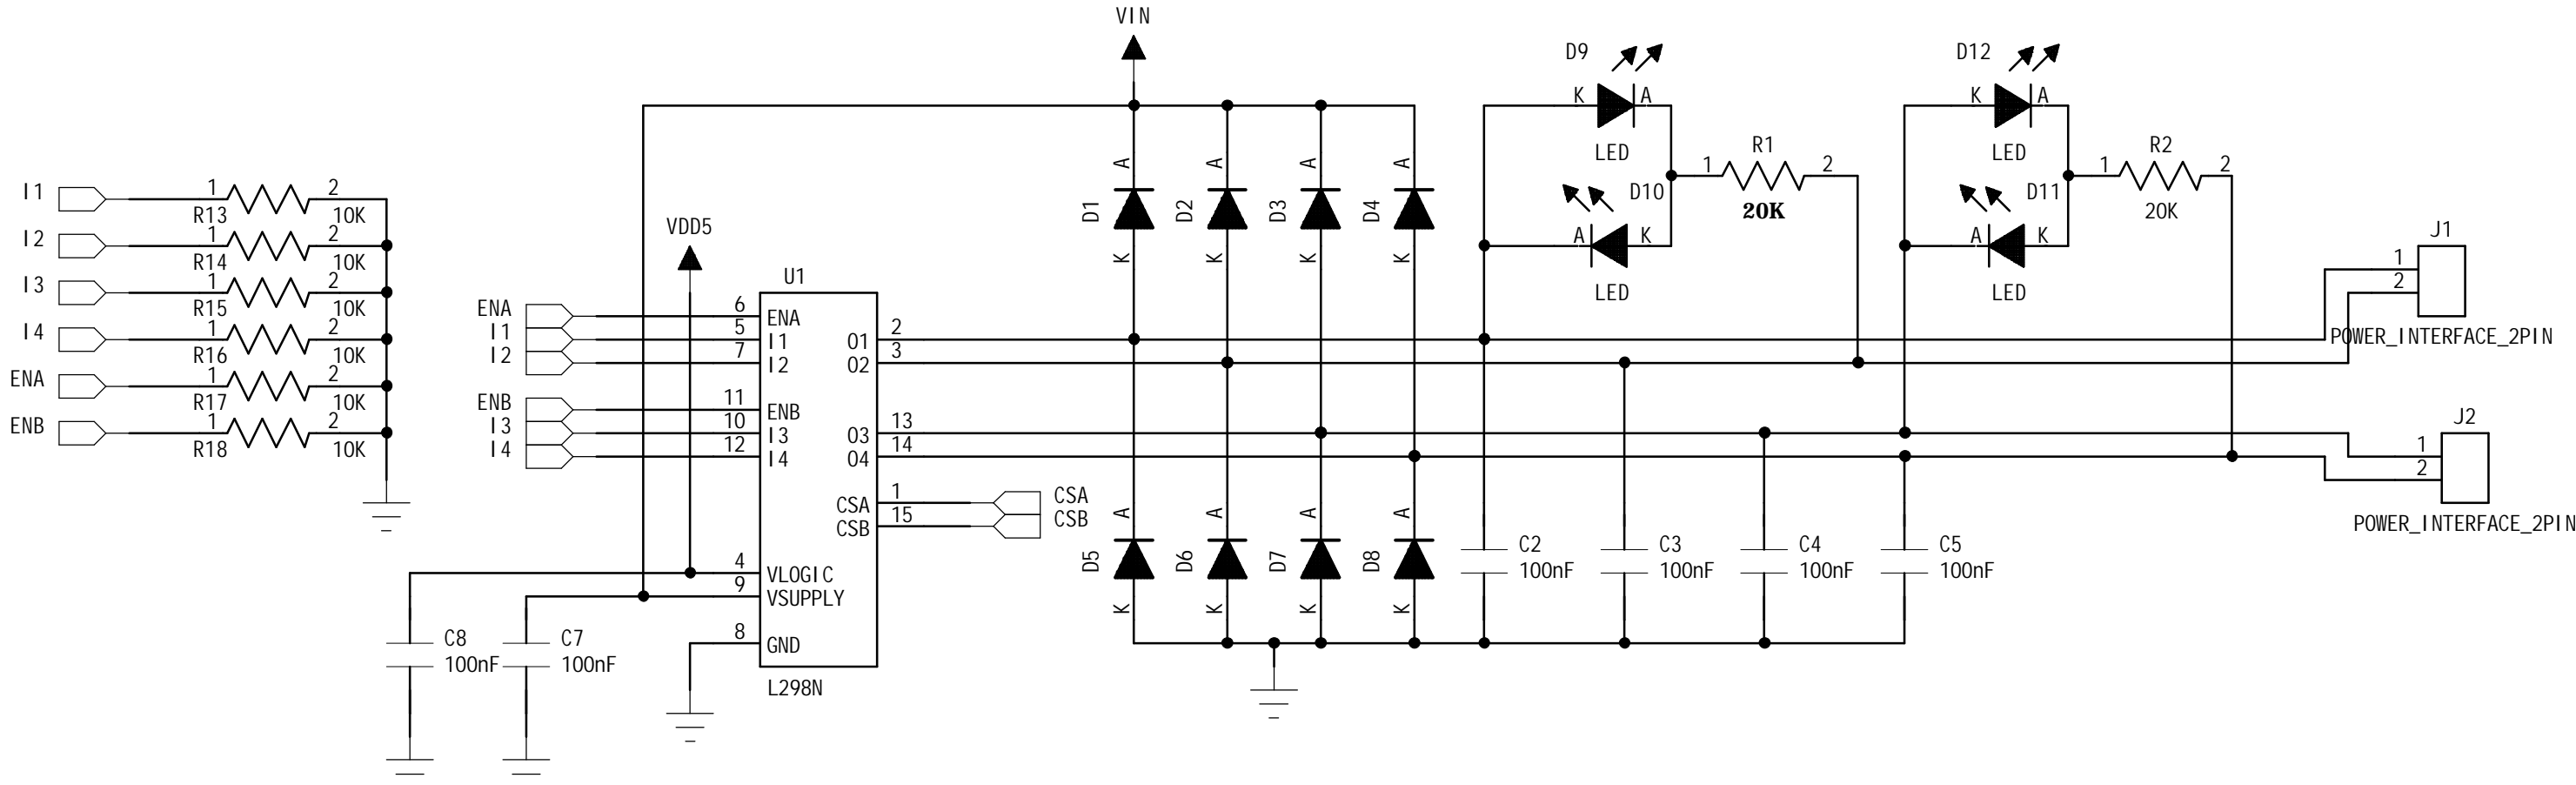 VIN
D9
D12
K
A
K
A
LED
R1
LED
R2
1
2
1
2
D10
D11
20K
20K
A
K
A
K
LED
LED
A
A
A
A
D1
D2
D3
D4
K
K
K
K
I1
1
2
R13
10K
I2
1
2
R14
10K
I3
1
2
R15
10K
I4
1
2
R16
10K
ENA
1
2
R17
10K
ENB
1
2
R18
10K
VDD5
U1
ENA
6
ENA
I1
5
I1
O1
2
I2
7
I2
O2
3
ENB
11
ENB
I3
10
I3
O3
13
I4
12
I4
O4
14
CSA
1
CSA
CSB
15
CSB
4
VLOGIC
9
VSUPPLY
8
GND
L298N
C8
100nF
C7
100nF
A
A
A
A
D5
D6
D7
D8
K
K
K
K
C2
100nF
C3
100nF
C4
100nF
C5
100nF
J1
1
2
POWER_INTERFACE_2PIN
J2
1
2
POWER_INTERFACE_2PIN